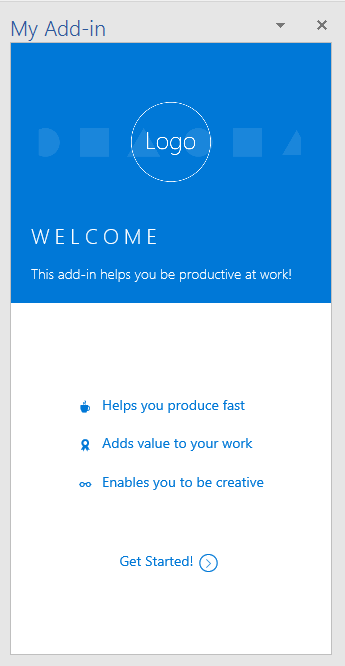 My Add-in
Logo
WELCOME
This add-in helps you be productive at work!
Helps you produce fast
Adds value to your work
Enables you to be creative
Get Started!